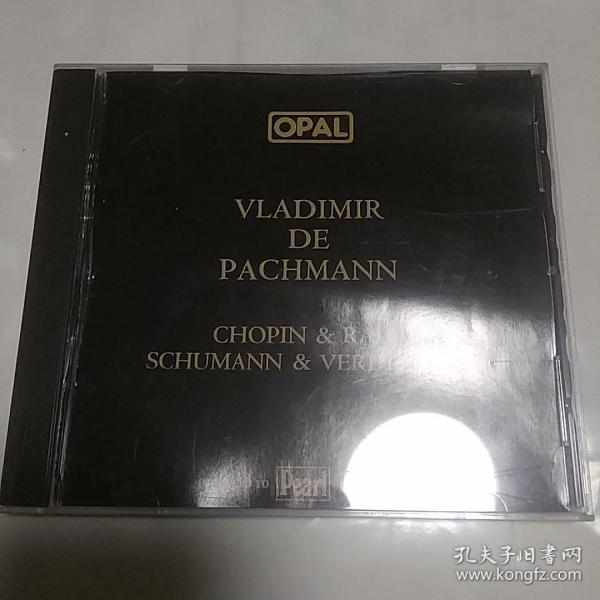 OPAL
VLADIMIR
DE
PACHMANN
CHOPIN &
SCHUMANN &
Pearl
孔夫子旧书网
www.kongfz.com